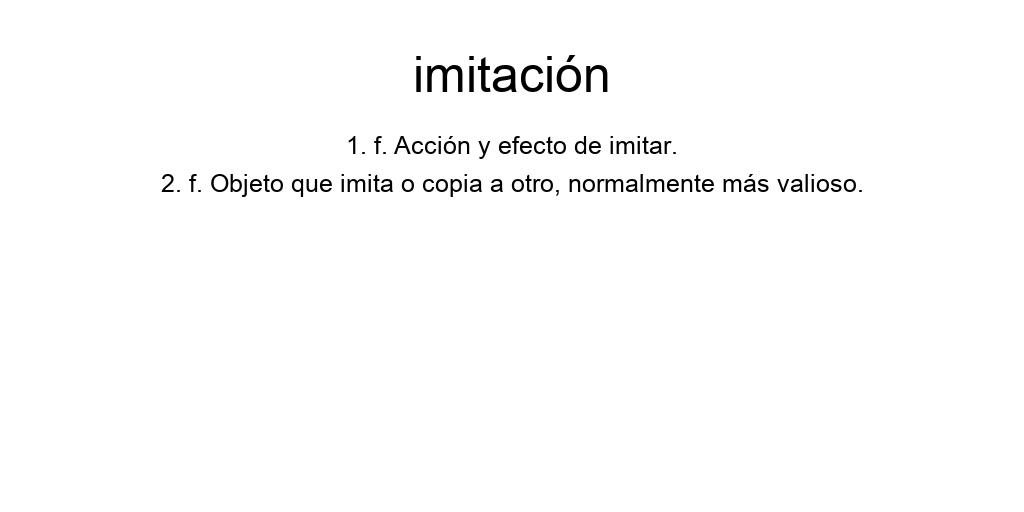 imitación
1. f. Acción y efecto de imitar.
2. f. Objeto que imita o copia a otro, normalmente más valioso.